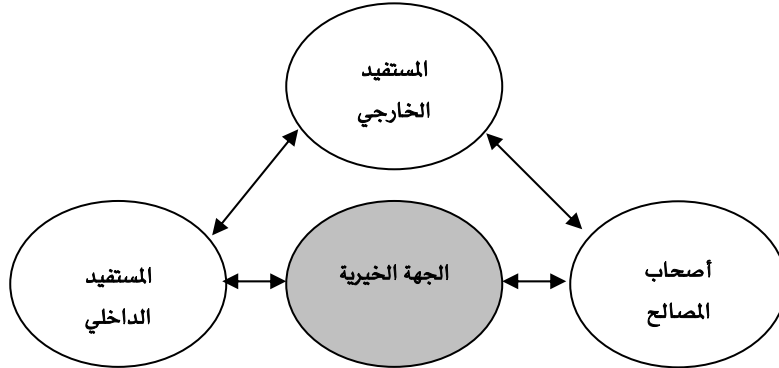 المستفيد
الخارجي
أصحاب
المصالح
الجهة الخيرية
المستفيد
الداخلي